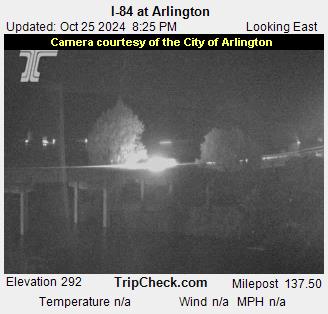 I-84 at Arlington
Updated: Oct 25 2024 8:25 PM Looking East
Camera courtesy of the City of Arlington
Elevation 292 TripCheck.com Milepost 137.50
Temperature n/a Wind n/a MPH n/a